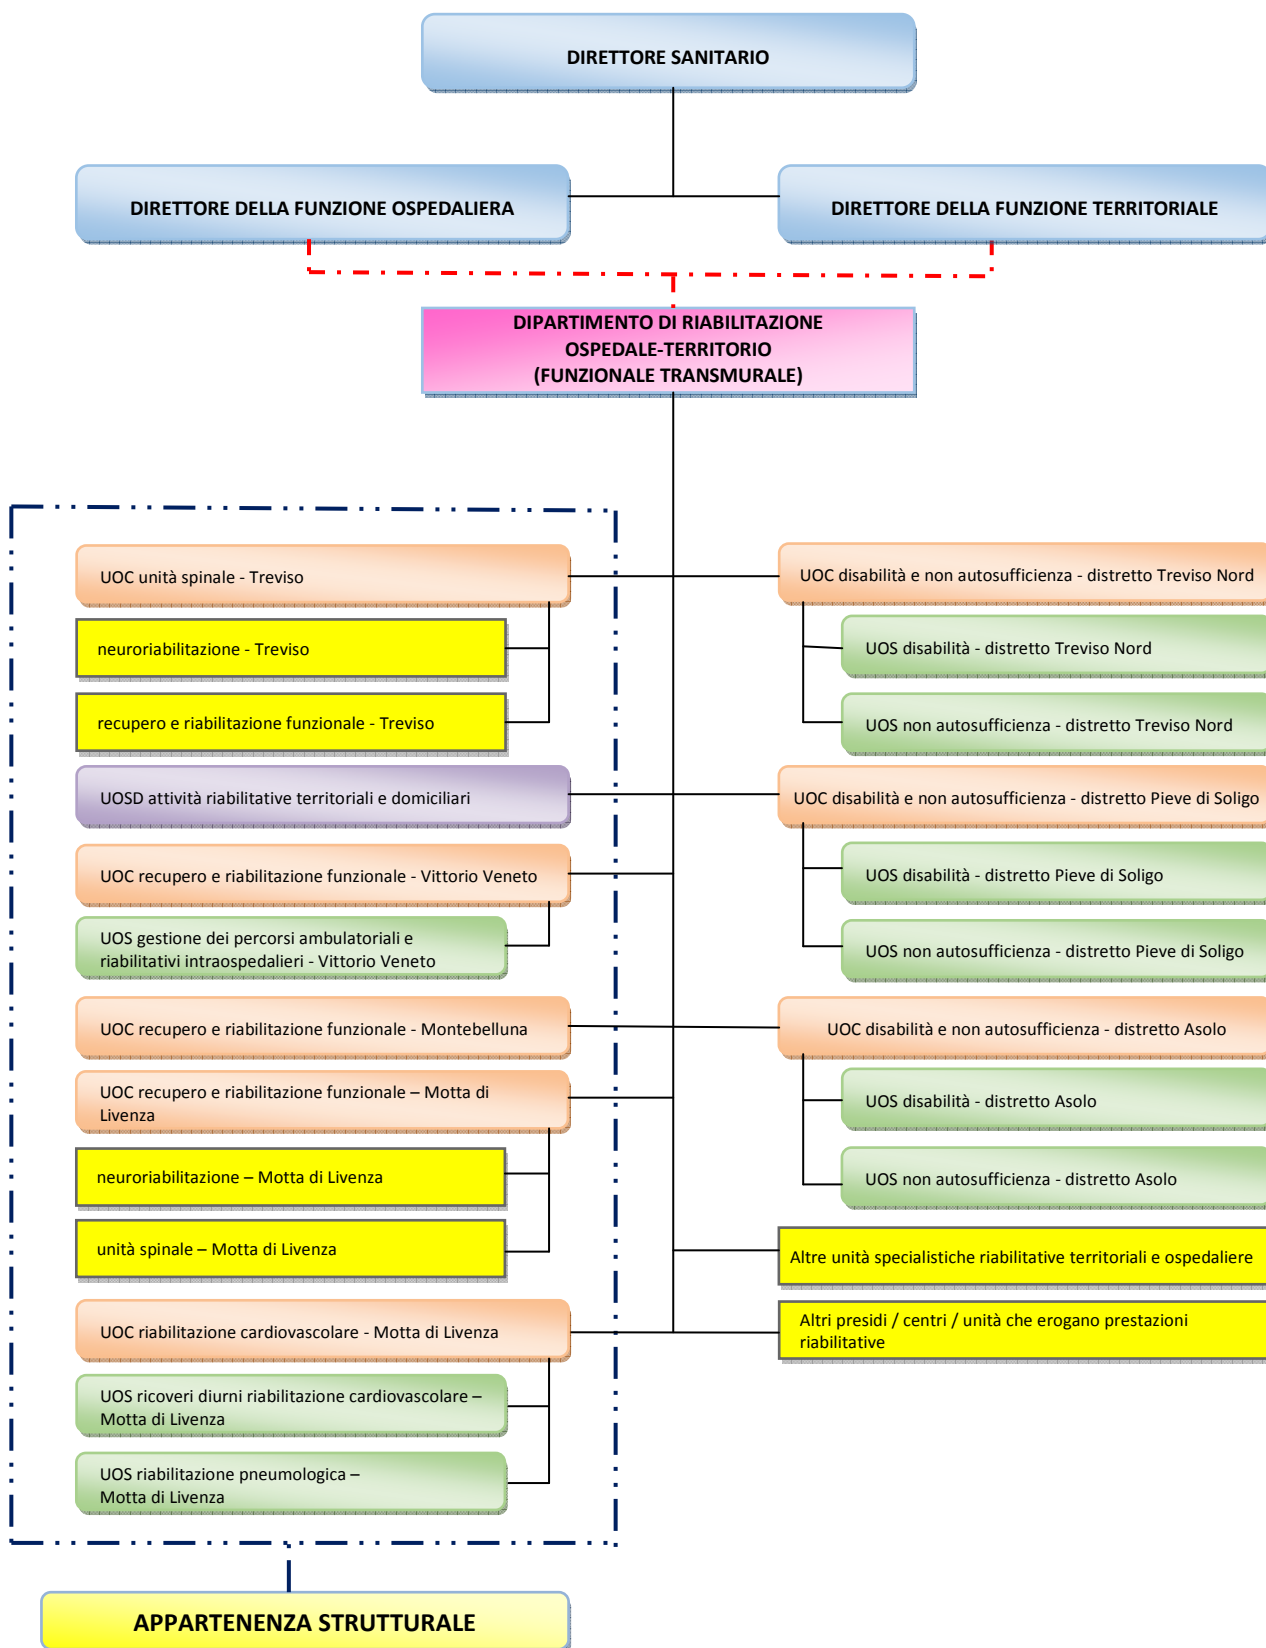 DIRETTORE SANITARIO
DIRETTORE DELLA FUNZIONE OSPEDALIERA
DIRETTORE DELLA FUNZIONE TERRITORIALE
DIPARTIMENTO DI RIABILITAZIONE
OSPEDALE-TERRITORIO
(FUNZIONALE TRANSMURALE)
UOC unità spinale - Treviso
neuroriabilitazione - Treviso
recupero e riabilitazione funzionale - Treviso
UOSD attività riabilitative territoriali e domiciliari
UOC recupero e riabilitazione funzionale - Vittorio Veneto
UOS gestione dei percorsi ambulatoriali e
riabilitativi intraospedalieri - Vittorio Veneto
UOC recupero e riabilitazione funzionale - Montebelluna
UOC recupero e riabilitazione funzionale – Motta di
Livenza
neuroriabilitazione – Motta di Livenza
unità spinale – Motta di Livenza
UOC riabilitazione cardiovascolare - Motta di Livenza
UOS ricoveri diurni riabilitazione cardiovascolare –
Motta di Livenza
UOS riabilitazione pneumologica –
Motta di Livenza
UOC disabilità e non autosufficienza - distretto Treviso Nord
UOS disabilità - distretto Treviso Nord
UOS non autosufficienza - distretto Treviso Nord
UOC disabilità e non autosufficienza - distretto Pieve di Soligo
UOS disabilità - distretto Pieve di Soligo
UOS non autosufficienza - distretto Pieve di Soligo
UOC disabilità e non autosufficienza - distretto Asolo
UOS disabilità - distretto Asolo
UOS non autosufficienza - distretto Asolo
Altre unità specialistiche riabilitative territoriali e ospedaliere
Altri presidi / centri / unità che erogano prestazioni
riabilitative
APPARTENENZA STRUTTURALE